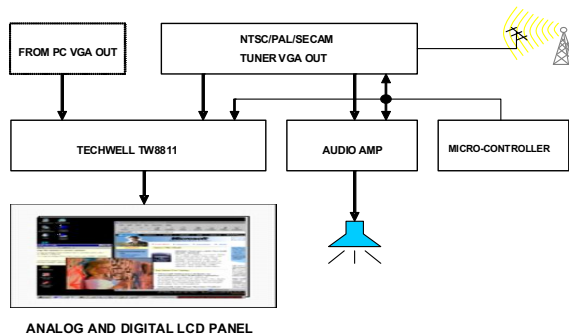 FROM PC VGA OUT
NTSC/PAL/SECAM
TUNER VGA OUT
TECHWELL TW8811
AUDIO AMP
MICRO-CONTROLLER
ANALOG AND DIGITAL LCD PANEL